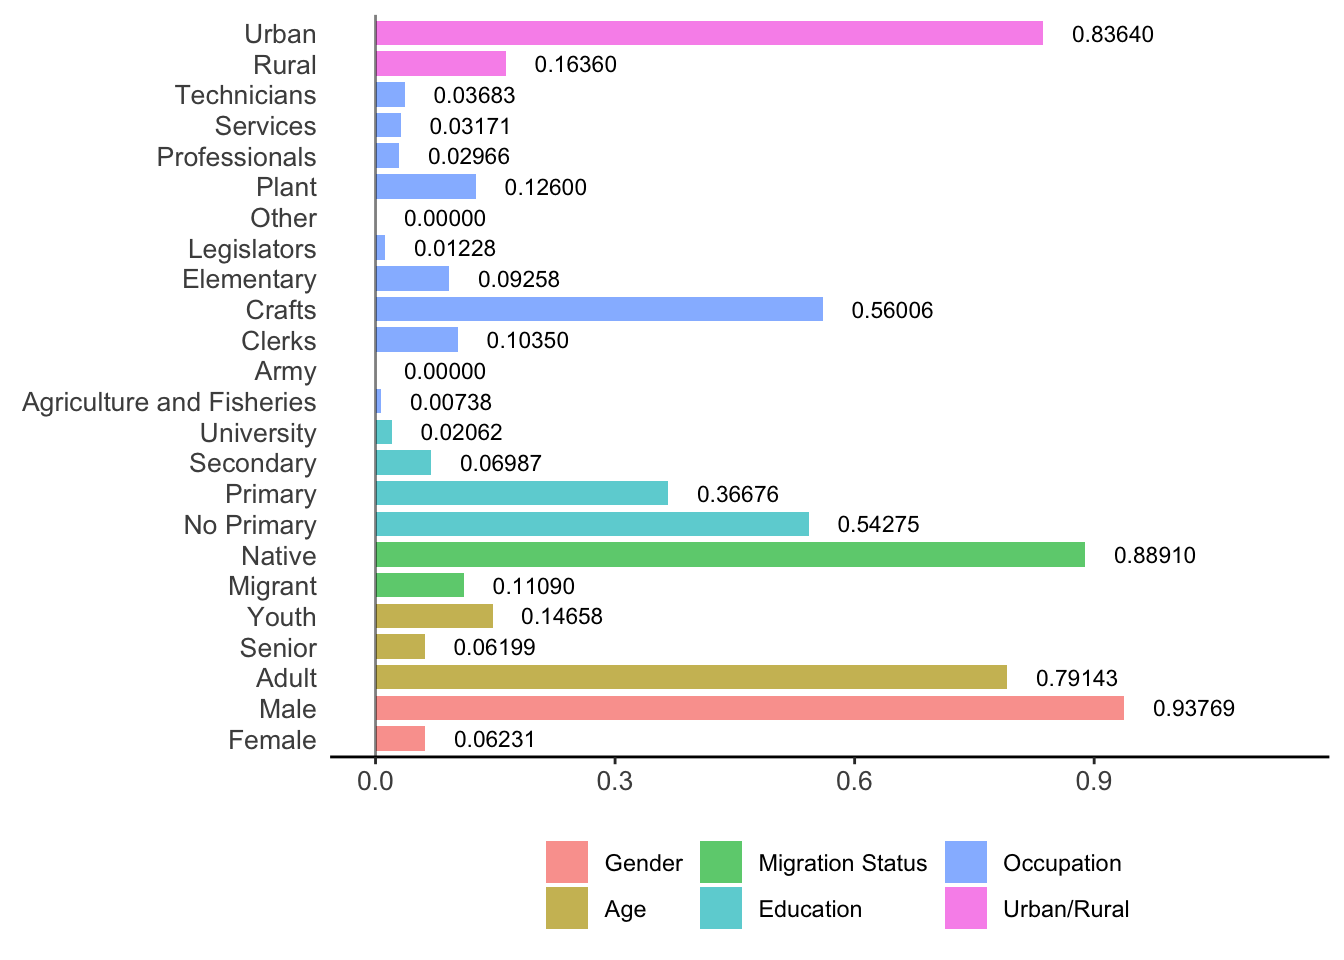 Urban 0.83640
Rural 0.16360
Technicians 0.03683
Services 0.03171
Professionals 0.02966
Plant 0.12600
Other 0.00000
Legislators 0.01228
Elementary 0.09258
Crafts 0.56006
Clerks 0.10350
Army 0.00000
Agriculture and Fisheries 0.00738
University 0.02062
Secondary 0.06987
Primary 0.36676
No Primary 0.54275
Native 0.88910
Migrant 0.11090
Youth 0.14658
Senior 0.06199
Adult 0.79143
Male 0.93769
Female 0.06231
0.0 0.3 0.6 0.9
Gender Migration Status Occupation
Age Education Urban/Rural